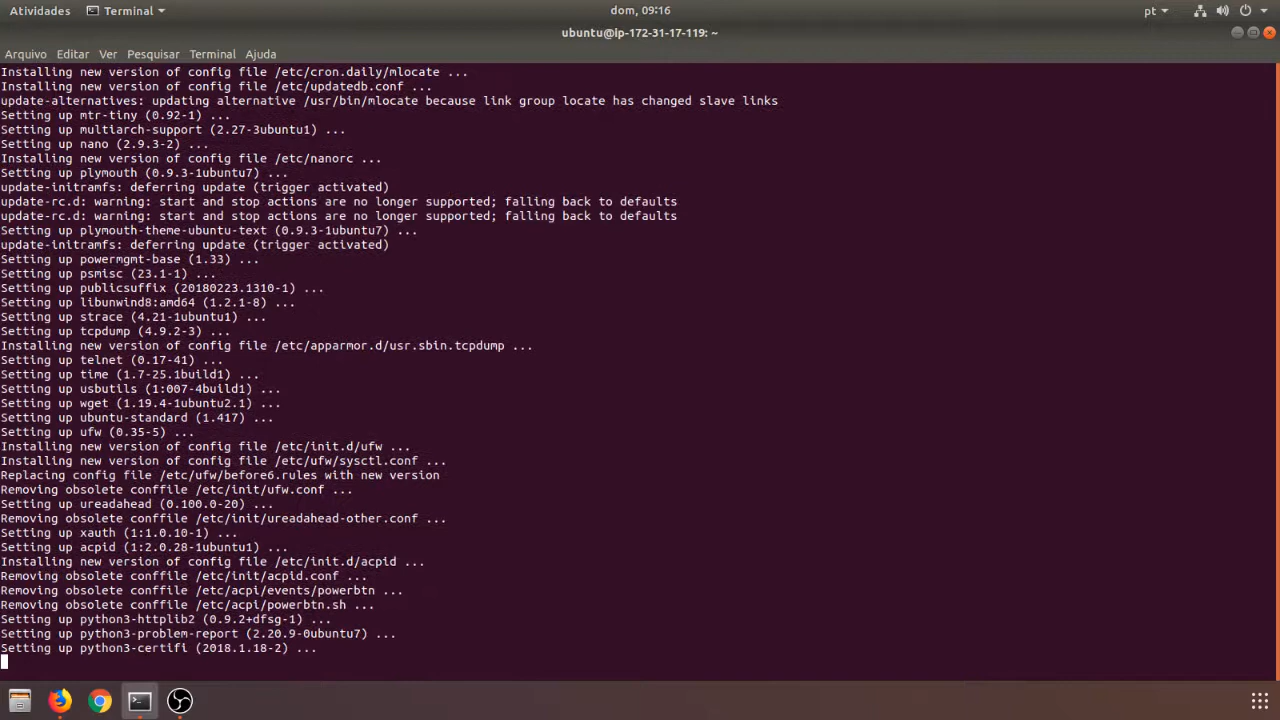 Atividades Terminal dom, 09:16 pt
ubuntu@ip-172-31-17-119: ~
Arquivo Editar Ver Pesquisar Terminal Ajuda
Installing new version of config file /etc/cron.daily/mlocate ...
Installing new version of config file /etc/updatedb.conf ...
update-alternatives: updating alternative /usr/bin/mlocate because link group locate has changed slave links
Setting up mtr-tiny (0.92-1) ...
Setting up multiarch-support (2.27-3ubuntu1) ...
Setting up nano (2.9.3-2) ...
Installing new version of config file /etc/nanorc ...
Setting up plymouth (0.9.3-1ubuntu7) ...
update-initramfs: deferring update (trigger activated)
update-rc.d: warning: start and stop actions are no longer supported; falling back to defaults
update-rc.d: warning: start and stop actions are no longer supported; falling back to defaults
Setting up plymouth-theme-ubuntu-text (0.9.3-1ubuntu7) ...
update-initramfs: deferring update (trigger activated)
Setting up powermgmt-base (1.33) ...
Setting up psmisc (23.1-1) ...
Setting up publicsuffix (20180223.1310-1) ...
Setting up libunwind8:amd64 (1.2.1-8) ...
Setting up strace (4.21-1ubuntu1) ...
Setting up tcpdump (4.9.2-3) ...
Installing new version of config file /etc/apparmor.d/usr.sbin.tcpdump ...
Setting up telnet (0.17-41) ...
Setting up time (1.7-25.1build1) ...
Setting up usbutils (1:007-4build1) ...
Setting up wget (1.19.4-1ubuntu2.1) ...
Setting up ubuntu-standard (1.417) ...
Setting up ufw (0.35-5) ...
Installing new version of config file /etc/init.d/ufw ...
Installing new version of config file /etc/ufw/sysctl.conf ...
Replacing config file /etc/ufw/before6.rules with new version
Removing obsolete conffile /etc/init/ufw.conf ...
Setting up ureadahead (0.100.0-20) ...
Removing obsolete conffile /etc/init/ureadahead-other.conf ...
Setting up xauth (1:1.0.10-1) ...
Setting up acpid (1:2.0.28-1ubuntu1) ...
Installing new version of config file /etc/init.d/acpid ...
Removing obsolete conffile /etc/init/acpid.conf ...
Removing obsolete conffile /etc/acpi/events/powerbtn ...
Removing obsolete conffile /etc/acpi/powerbtn.sh ...
Setting up python3-httplib2 (0.9.2+dfsg-1) ...
Setting up python3-problem-report (2.20.9-0ubuntu7) ...
Setting up python3-certifi (2018.1.18-2) ...